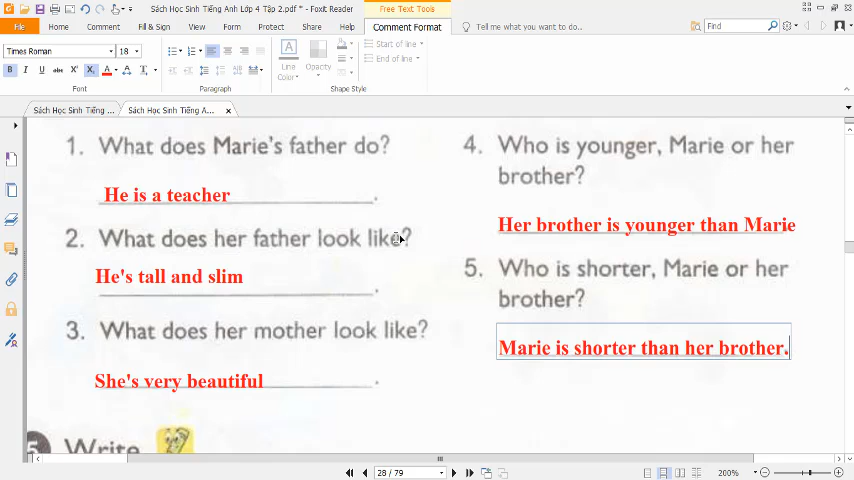 Sách Học Sinh Tiếng Anh Lớp 4 Tập 2.pdf * - Foxit Reader
Free Text Tools
File
Home
Comment
Fill & Sign
View
Form
Protect
Share
Help
Comment Format
Tell me what you want to do...
Find
Times Roman
18
B I U abc X² X₂ A T
Font
Paragraph
Line Color
Opacity
Start of line
End of line
Shape Style
Sách Học Sinh Tiếng ...
Sách Học Sinh Tiếng A...
1. What does Marie's father do?
He is a teacher.
2. What does her father look like?
He's tall and slim.
3. What does her mother look like?
She's very beautiful.
4. Who is younger, Marie or her
brother?
Her brother is younger than Marie
5. Who is shorter, Marie or her
brother?
Marie is shorter than her brother.
5 Write
28 / 79
200%